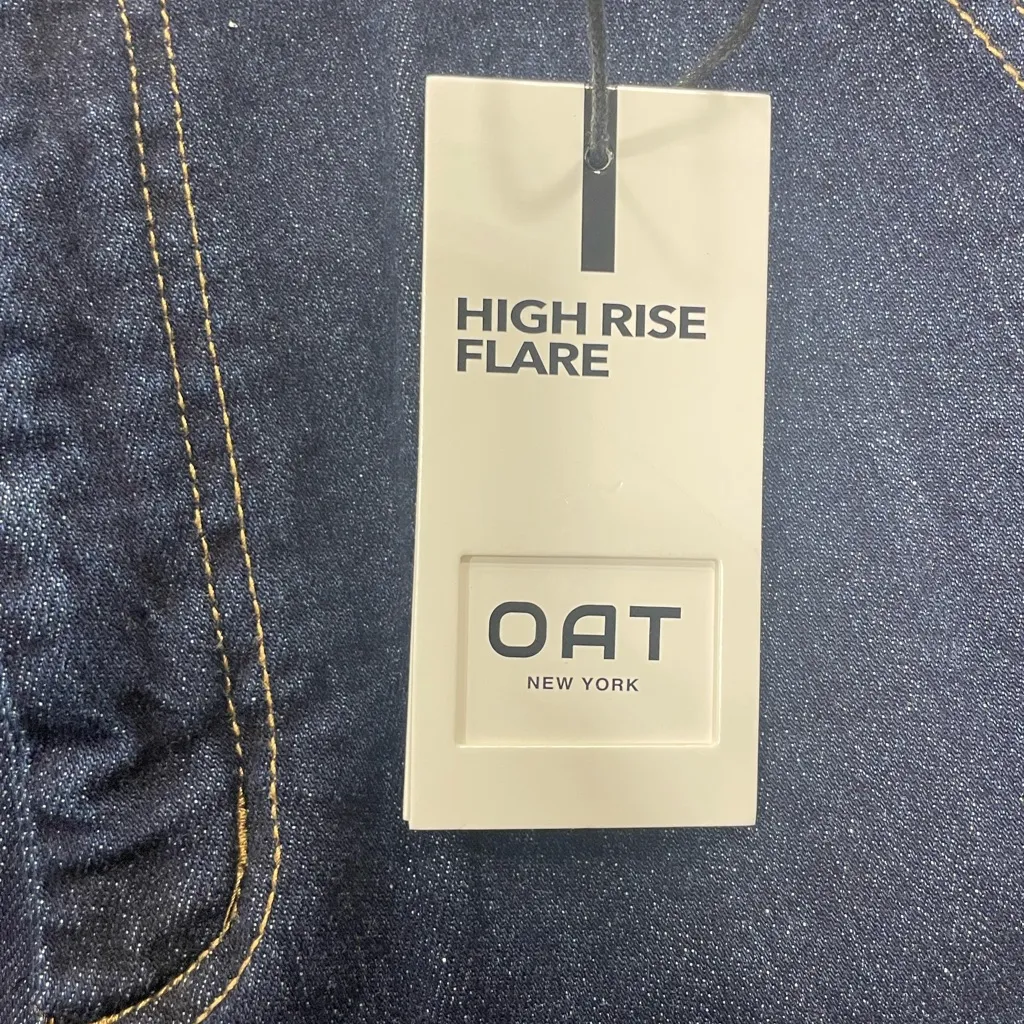 HIGH RISE
FLARE
OAT
NEW YORK